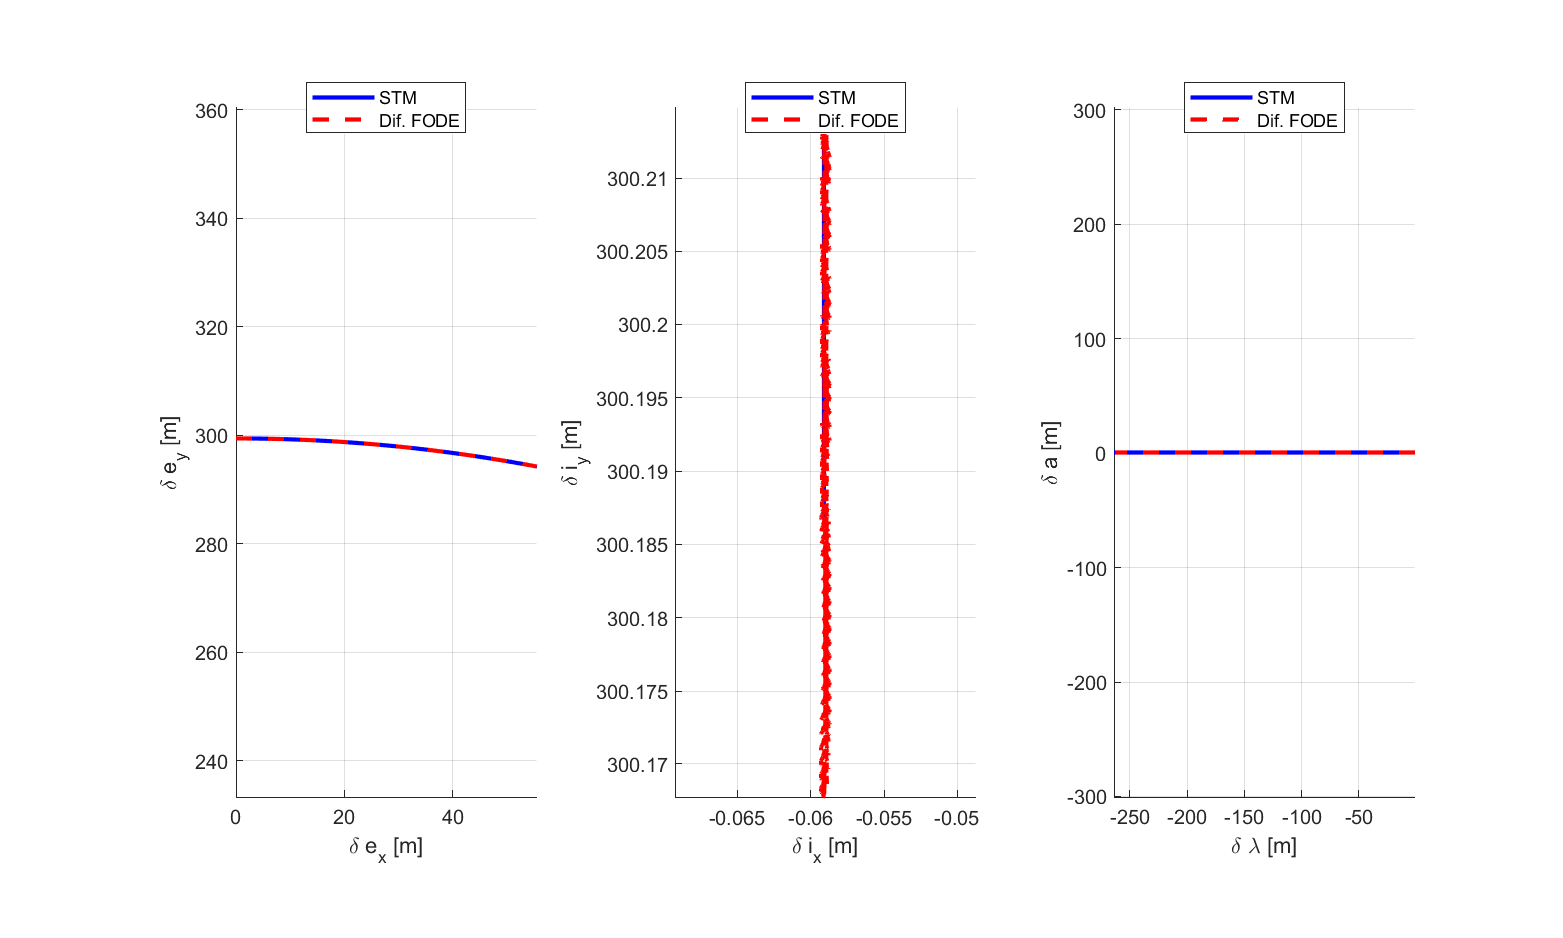 STM
Dif. FODE
360
340
320
300
280
260
240
0
20
40
δ e_x [m]
δ e_y [m]
STM
Dif. FODE
300.21
300.205
300.2
300.195
300.19
300.185
300.18
300.175
300.17
-0.065
-0.06
-0.055
-0.05
δ i_x [m]
δ i_y [m]
STM
Dif. FODE
300
200
100
0
-100
-200
-300
-250
-200
-150
-100
-50
δ λ [m]
δ a [m]